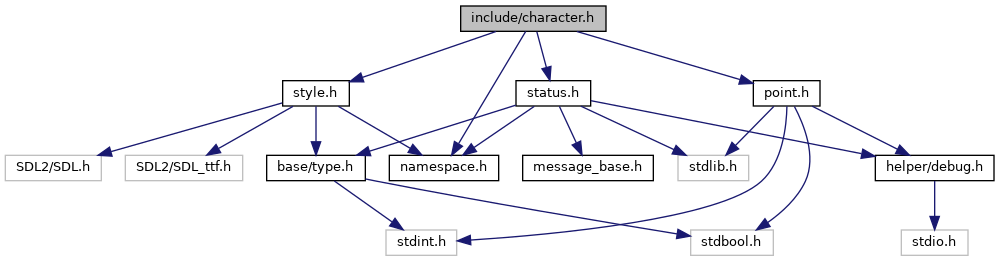 include/character.h
style.h
status.h
point.h
SDL2/SDL.h
SDL2/SDL_ttf.h
base/type.h
namespace.h
message_base.h
stdlib.h
helper/debug.h
stdint.h
stdbool.h
stdio.h